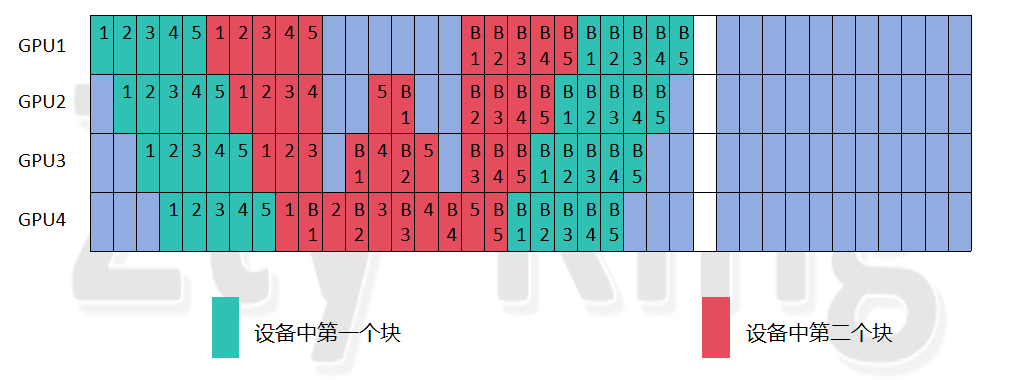 GPU1 1 2 3 4 5 1 2 3 4 5 B1 B2 B3 B4 B5 B1 B2 B3 B4 B5
GPU2 1 2 3 4 5 1 2 3 4 5 B1 B2 B3 B4 B5 B1 B2 B3 B4 B5
GPU3 1 2 3 4 5 1 2 3 B1 4 B2 5 B3 B4 B5 B1 B2 B3 B4 B5
GPU4 1 2 3 4 5 1 B1 2 B2 3 B3 4 B4 5 B5 B1 B2 B3 B4 B5
设备中第一个块 设备中第二个块